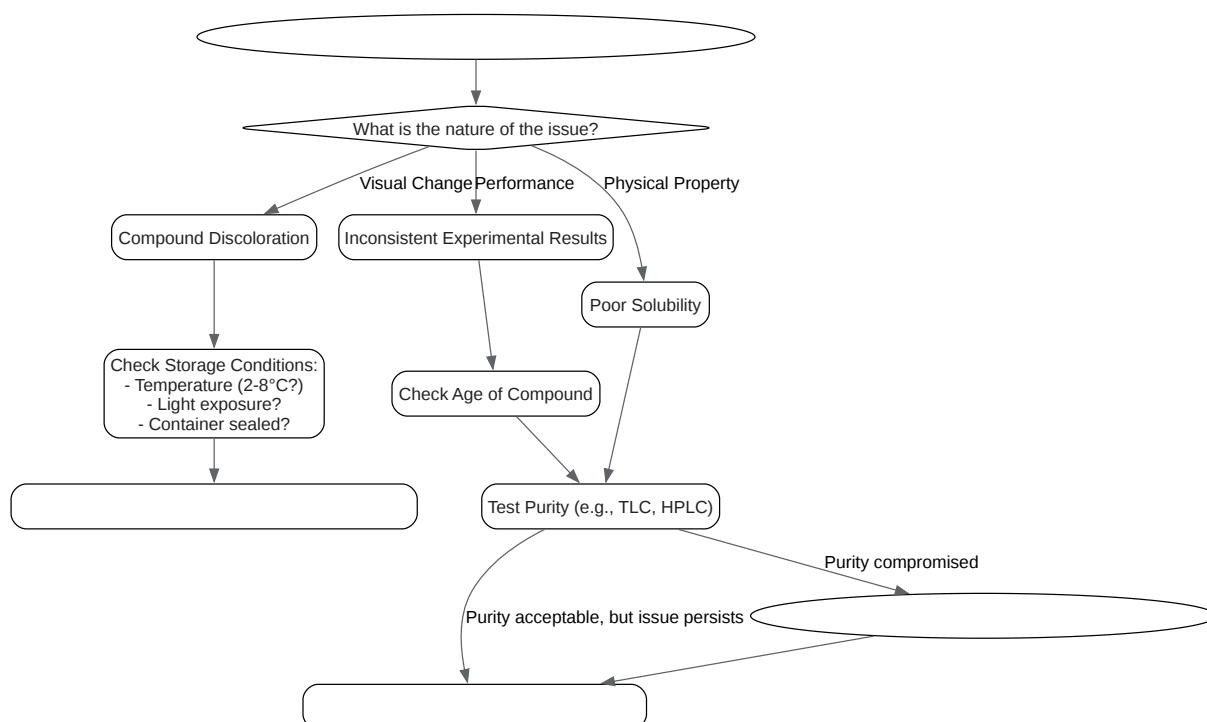 What is the nature of the issue?
Visual Change
Performance
Physical Property
Compound Discoloration
Inconsistent Experimental Results
Poor Solubility
Check Storage Conditions:
- Temperature (2-8°C?)
- Light exposure?
- Container sealed?
Check Age of Compound
Test Purity (e.g., TLC, HPLC)
Purity compromised
Purity acceptable, but issue persists